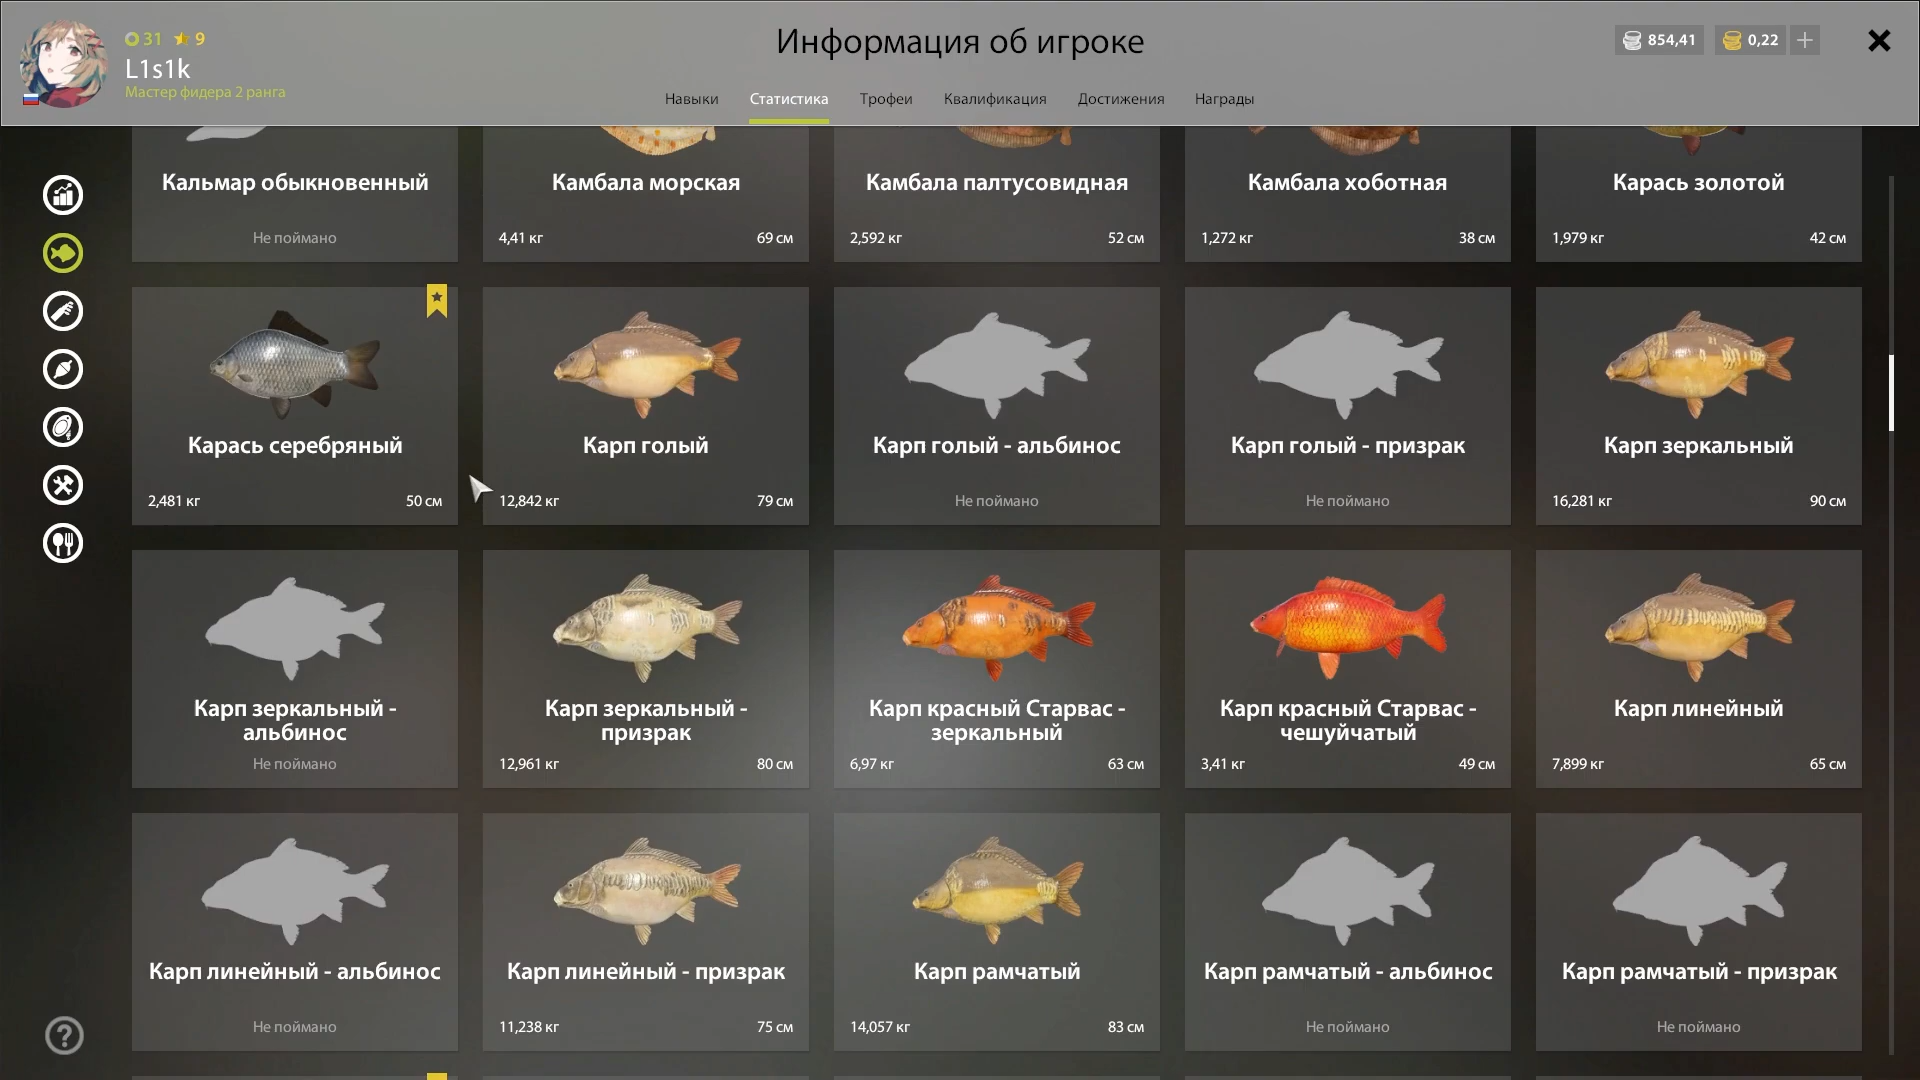 31 9
L1s1k
Мастер фидера 2 ранга
Информация об игроке
854,41 0,22
Навыки Статистика Трофеи Квалификация Достижения Награды
Кальмар обыкновенный
Не поймано
Камбала морская
4,41 кг 69 см
Камбала палтусовидная
2,592 кг 52 см
Камбала хоботная
1,272 кг 38 см
Карась золотой
1,979 кг 42 см
Карась серебряный
2,481 кг 50 см
Карп голый
12,842 кг 79 см
Карп голый - альбинос
Не поймано
Карп голый - призрак
Не поймано
Карп зеркальный
16,281 кг 90 см
Карп зеркальный -
альбинос
Не поймано
Карп зеркальный -
призрак
12,961 кг 80 см
Карп красный Старвас -
зеркальный
6,97 кг 63 см
Карп красный Старвас -
чешуйчатый
3,41 кг 49 см
Карп линейный
7,899 кг 65 см
Карп линейный - альбинос
Не поймано
Карп линейный - призрак
11,238 кг 75 см
Карп рамчатый
14,057 кг 83 см
Карп рамчатый - альбинос
Не поймано
Карп рамчатый - призрак
Не поймано
?